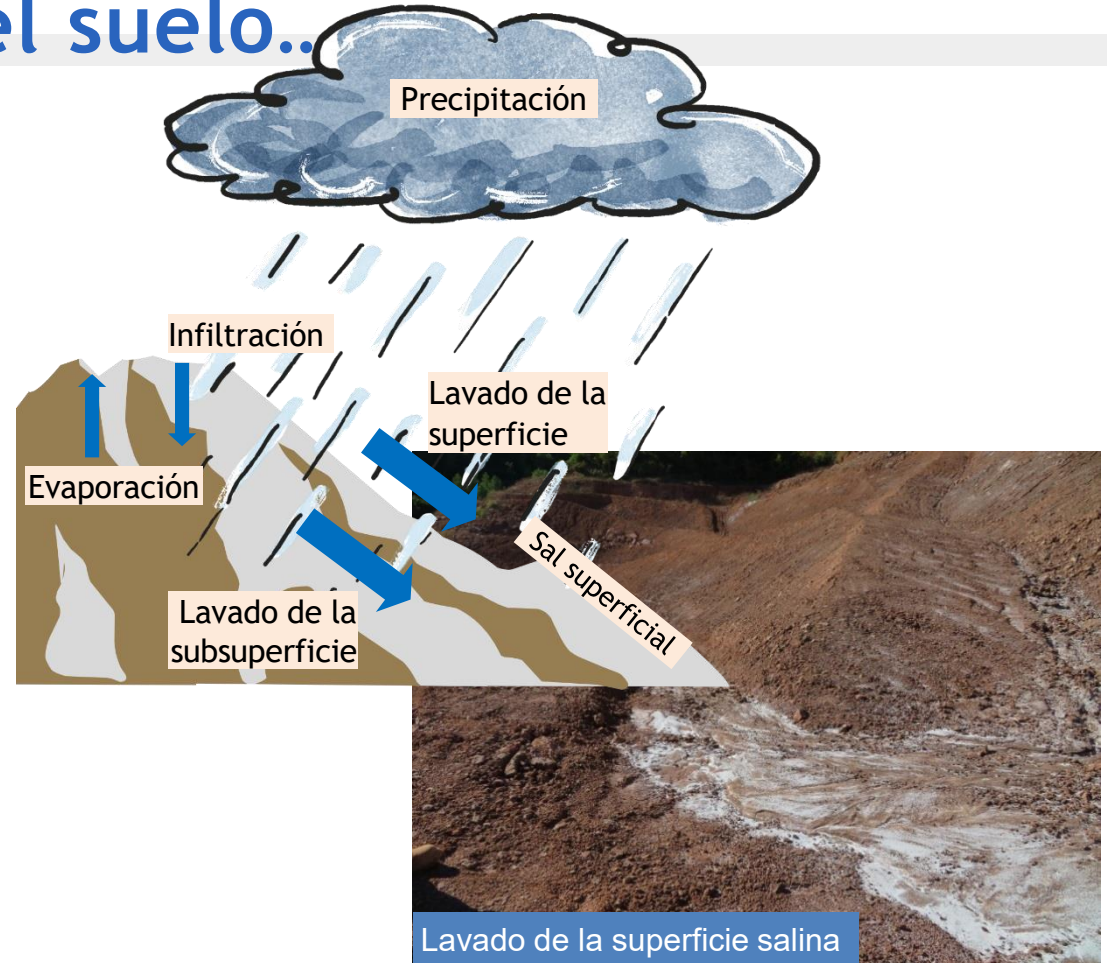 el suelo..
Precipitación
Infiltración
Lavado de la
superficie
Evaporación
Sal superficial
Lavado de la
subsuperficie
Lavado de la superficie salina